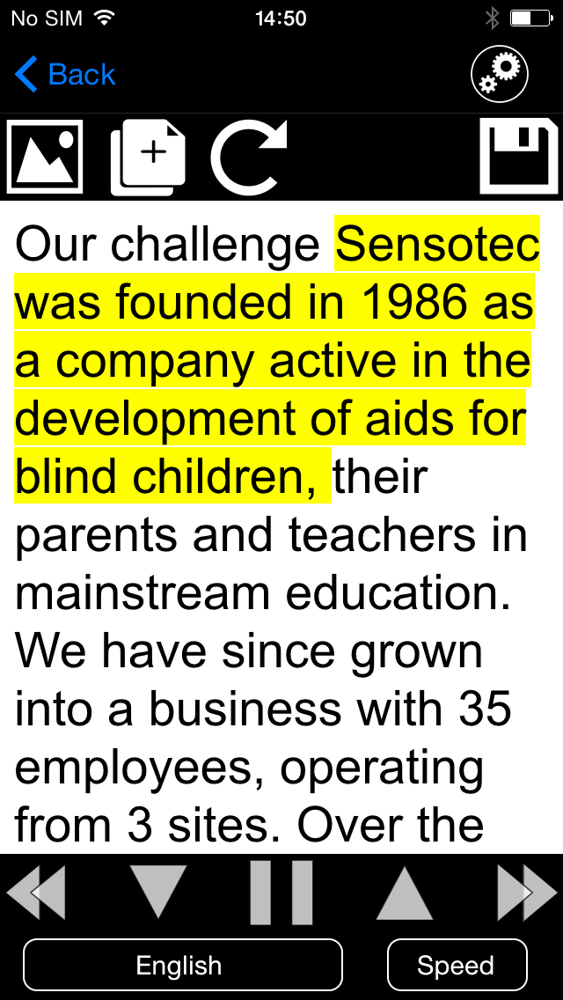 No SIM 14:50
Back
Our challenge Sensotec
was founded in 1986 as
a company active in the
development of aids for
blind children, their
parents and teachers in
mainstream education.
We have since grown
into a business with 35
employees, operating
from 3 sites. Over the
English Speed